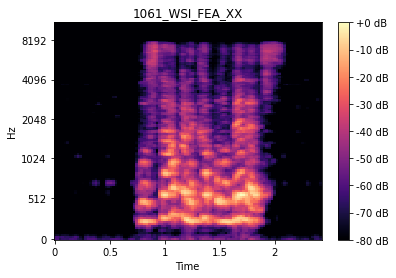 1061_WSI_FEA_XX
8192
4096
2048
1024
512
0
Hz
0
0.5
1
1.5
2
Time
+0 dB
-10 dB
-20 dB
-30 dB
-40 dB
-50 dB
-60 dB
-70 dB
-80 dB